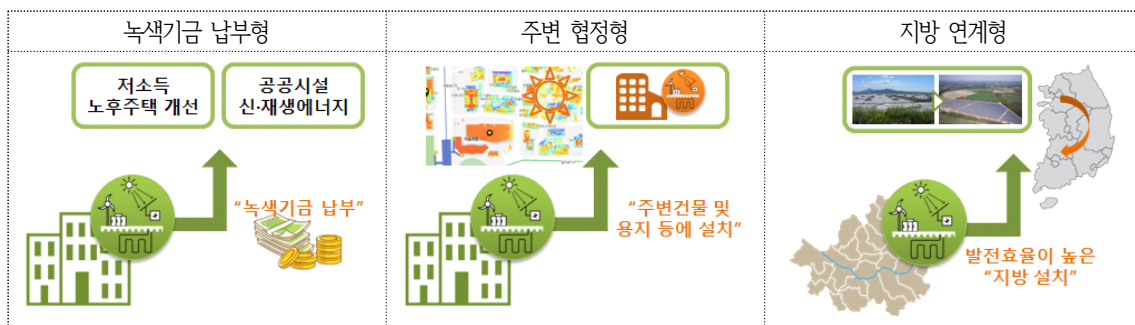 녹색기금 납부형
주변 협정형
지방 연계형
저소득
노후주택 개선
공공시설
신·재생에너지
“녹색기금 납부”
“주변건물 및
용지 등에 설치”
발전효율이 높은
“지방 설치”